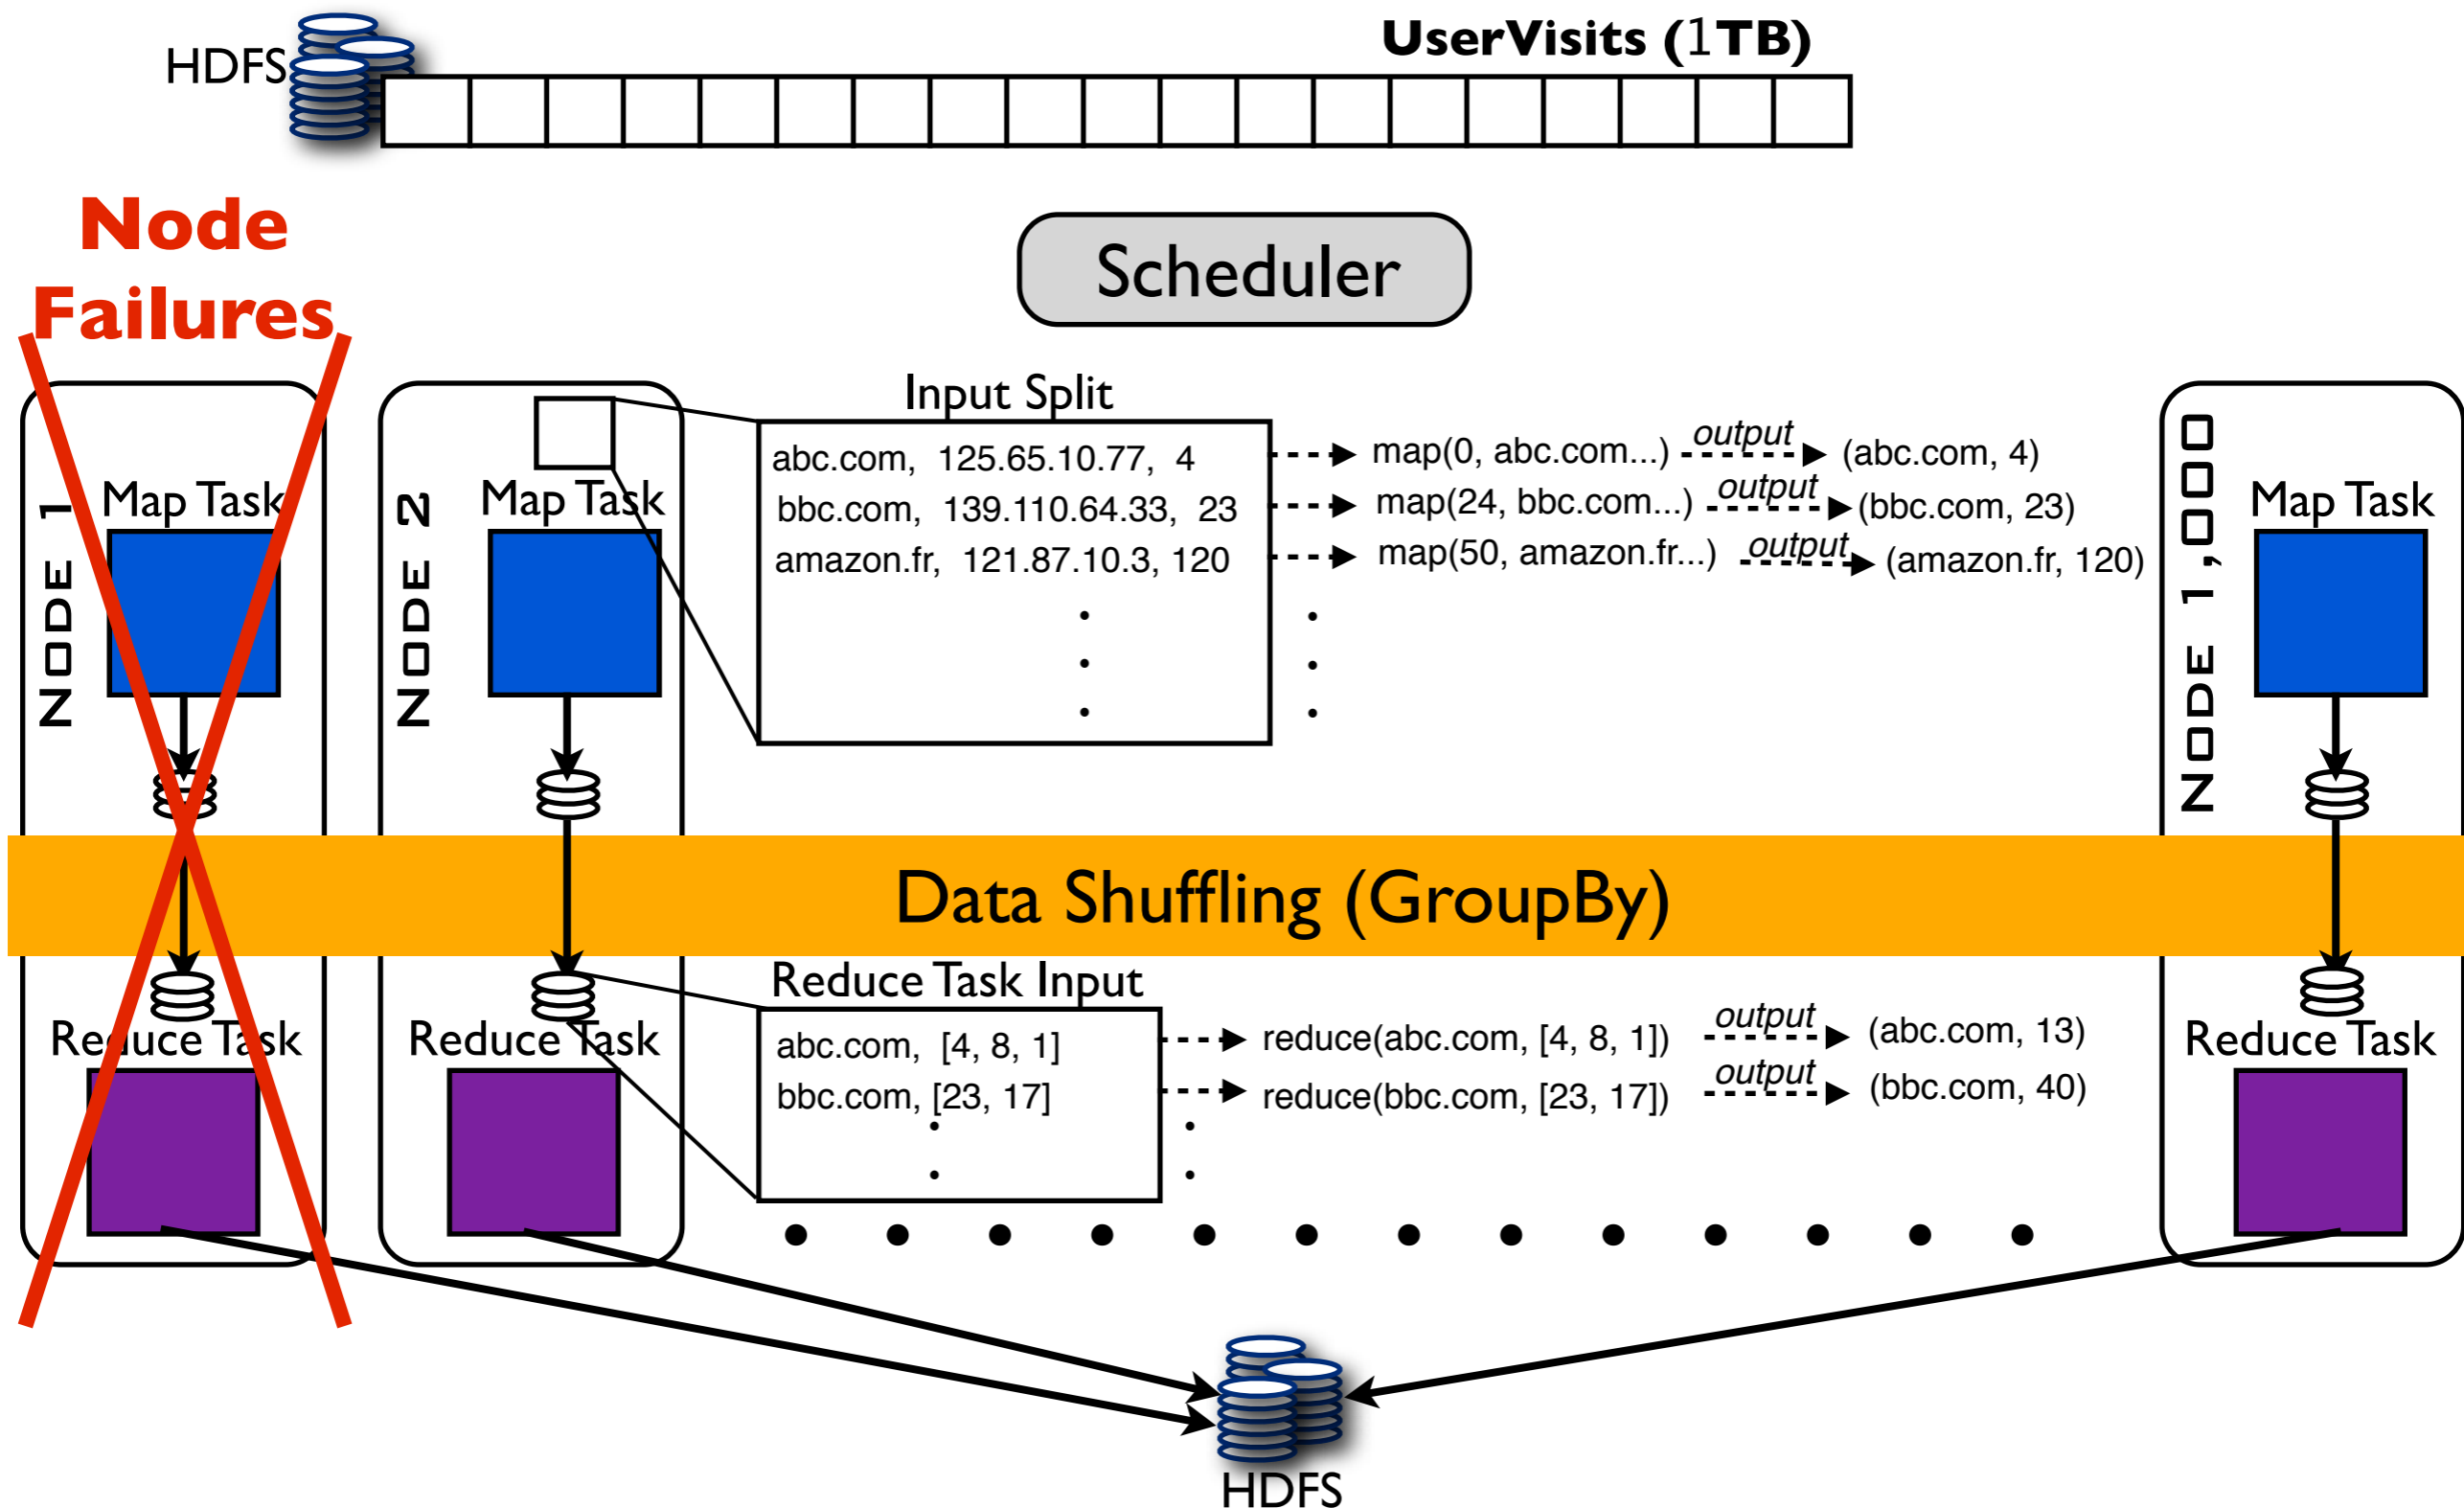 UserVisits (1TB)
HDFS
Node
Failures
Scheduler
NODE 1
Map Task
Reduce Task
NODE 2
Map Task
Reduce Task
Input Split
abc.com, 125.65.10.77, 4
map(0, abc.com...)
output
(abc.com, 4)
bbc.com, 139.110.64.33, 23
map(24, bbc.com...)
output
(bbc.com, 23)
amazon.fr, 121.87.10.3, 120
map(50, amazon.fr...)
output
(amazon.fr, 120)
NODE 1,000
Map Task
Reduce Task
Data Shuffling (GroupBy)
Reduce Task Input
abc.com, [4, 8, 1]
reduce(abc.com, [4, 8, 1])
output
(abc.com, 13)
bbc.com, [23, 17]
reduce(bbc.com, [23, 17])
output
(bbc.com, 40)
HDFS